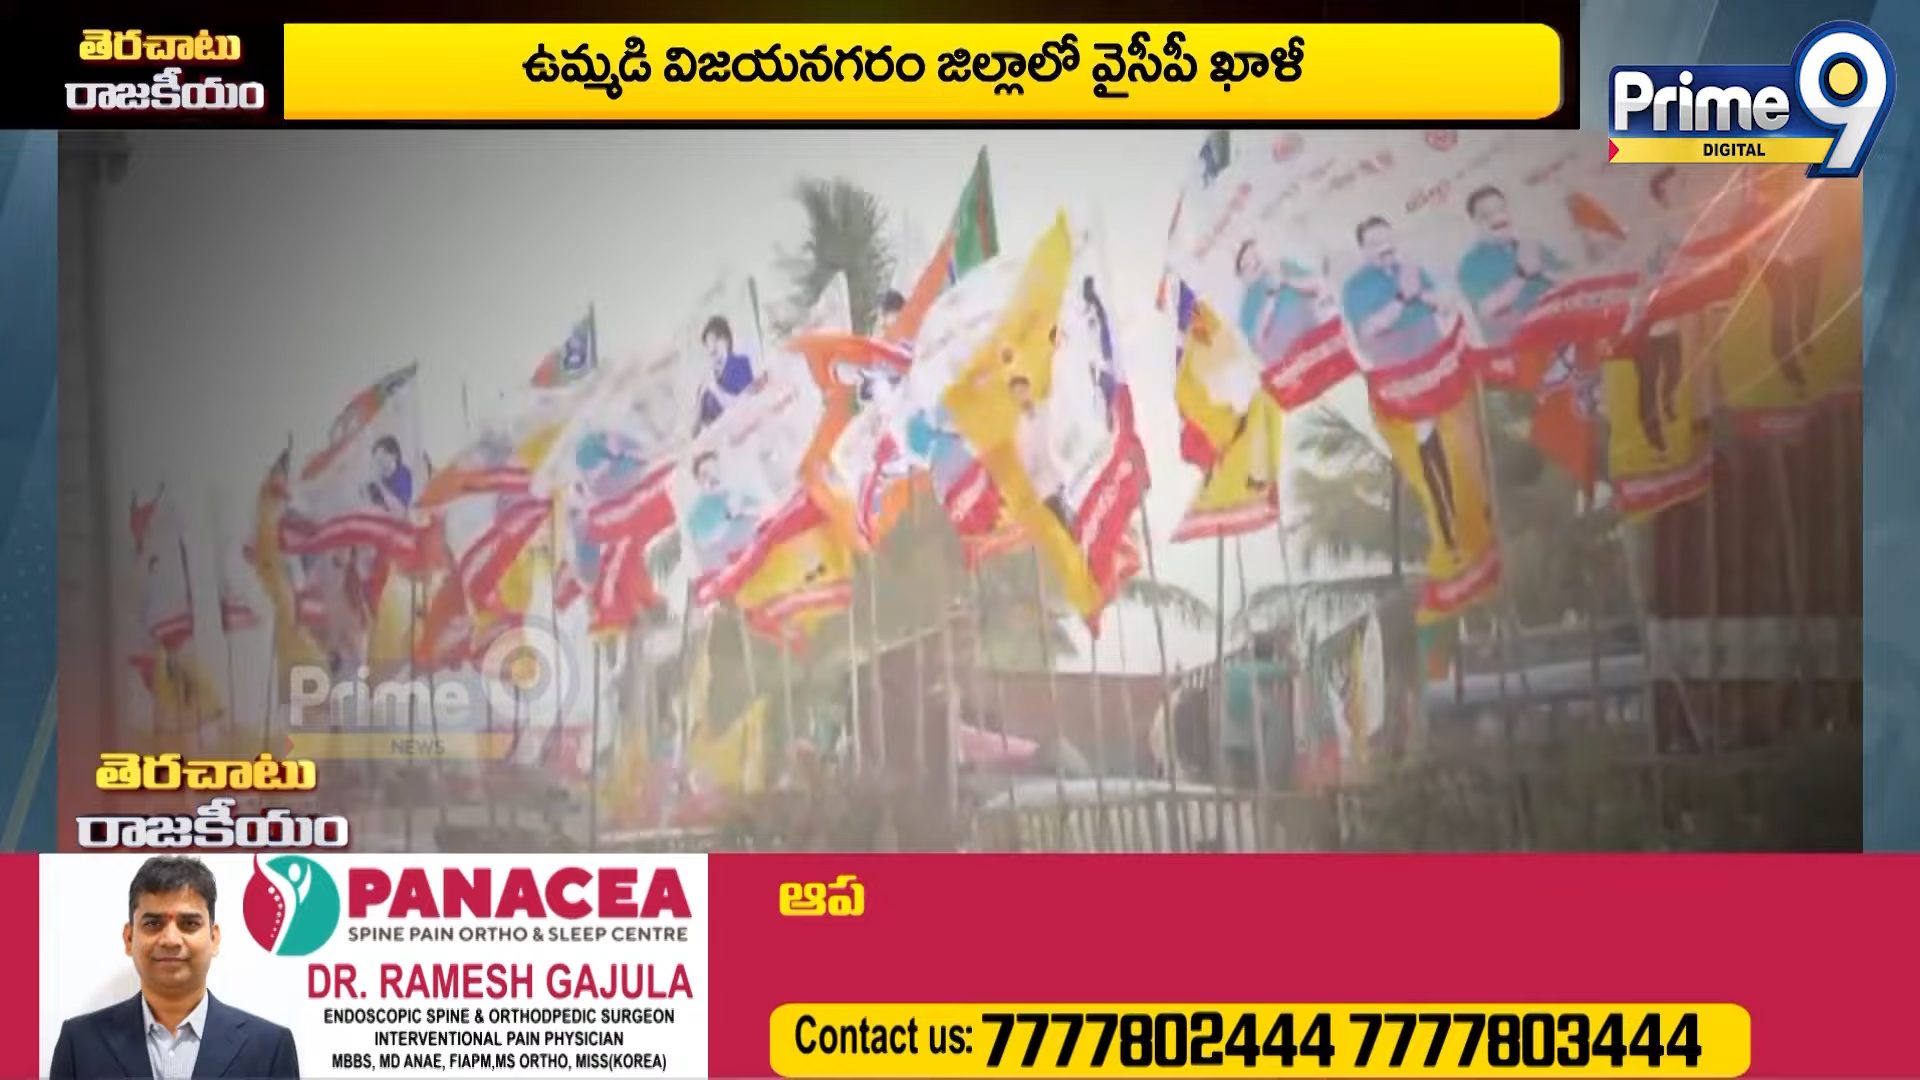 తెరచాటు
రాజకీయం
ఉమ్మడి విజయనగరం జిల్లాలో వైసీపీ ఖాళీ
Prime9
DIGITAL
Prime9
NEWS
తెరచాటు
రాజకీయం
PANACEA
SPINE PAIN ORTHO & SLEEP CENTRE
DR. RAMESH GAJULA
ENDOSCOPIC SPINE & ORTHODPEDIC SURGEON
INTERVENTIONAL PAIN PHYSICIAN
MBBS, MD ANAE, FIAPM,MS ORTHO, MISS(KOREA)
ఆప
Contact us: 7777802444 7777803444